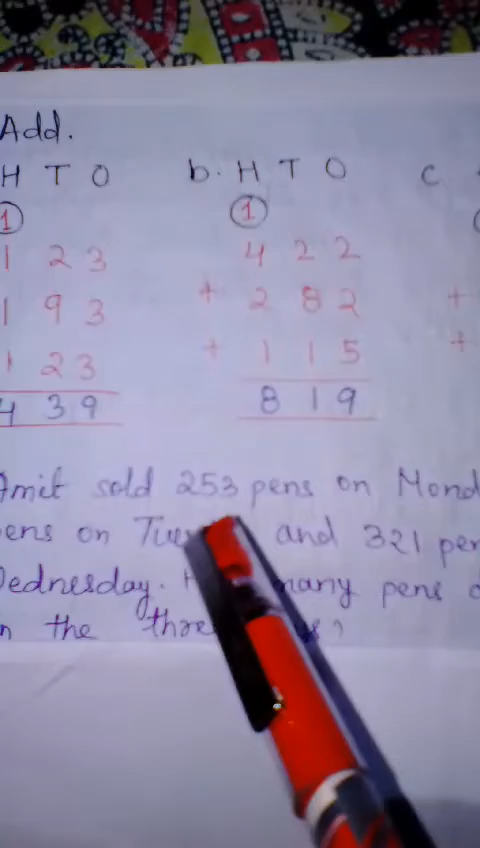 Add.
H T O b. H T O C
1 1
1 2 3 4 2 2
1 9 3 + 2 8 2 +
1 2 3 + 1 1 5 +
4 3 9 8 1 9
Amit sold 253 pens on Mond
ens on and 321 pen
Wednesday. many pens
n the